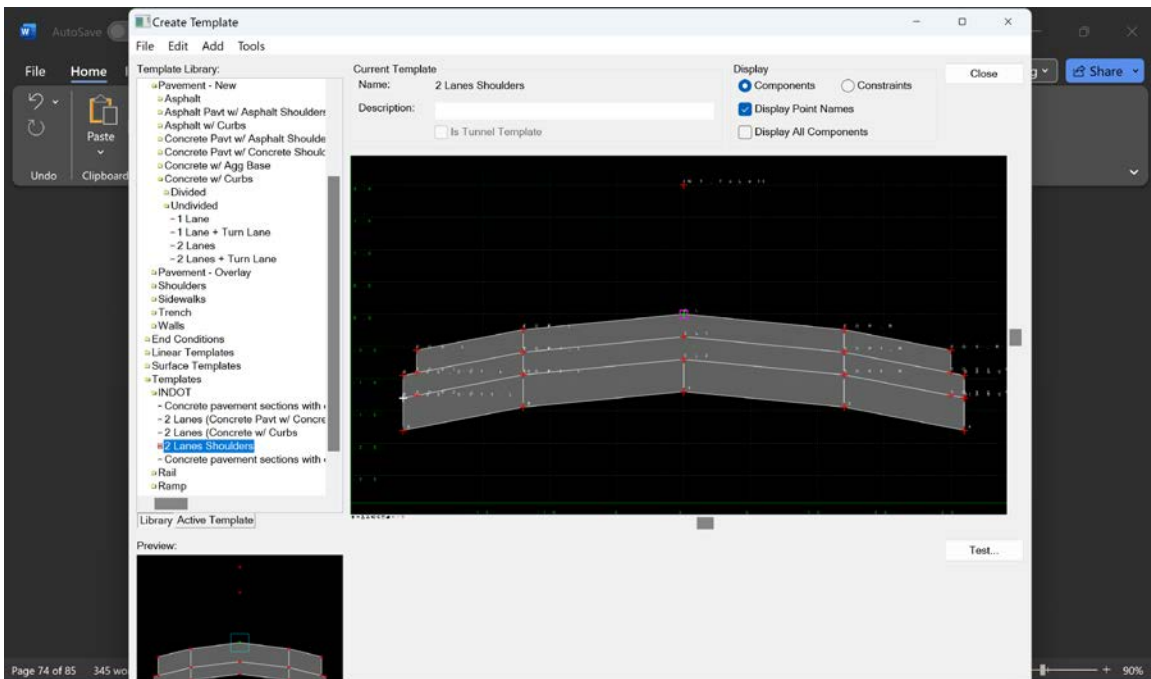 AutoSave
Create Template
File Edit Add Tools
File Home
Share
Undo
Paste
Clipboard
Template Library:
Pavement - New
Asphalt
Asphalt Pavt w/ Asphalt Shoulders
Asphalt w/ Curbs
Concrete Pavt w/ Asphalt Shoulde
Concrete Pavt w/ Concrete Should
Concrete w/ Agg Base
Concrete w/ Curbs
Divided
Undivided
- 1 Lane
- 1 Lane + Turn Lane
- 2 Lanes
- 2 Lanes + Turn Lane
Pavement - Overlay
Shoulders
Sidewalks
Trench
Walls
End Conditions
Linear Templates
Surface Templates
Templates
INDOT
- Concrete pavement sections with
- 2 Lanes (Concrete Pavt w/ Concre
- 2 Lanes (Concrete w/ Curbs
2 Lanes Shoulders
- Concrete pavement sections with
Rail
Ramp
Library Active Template
Preview:
Current Template
Name: 2 Lanes Shoulders
Description:
Is Tunnel Template
Display
Components Constraints
Display Point Names
Display All Components
Close
Test...
Page 74 of 85 345 wo
90%